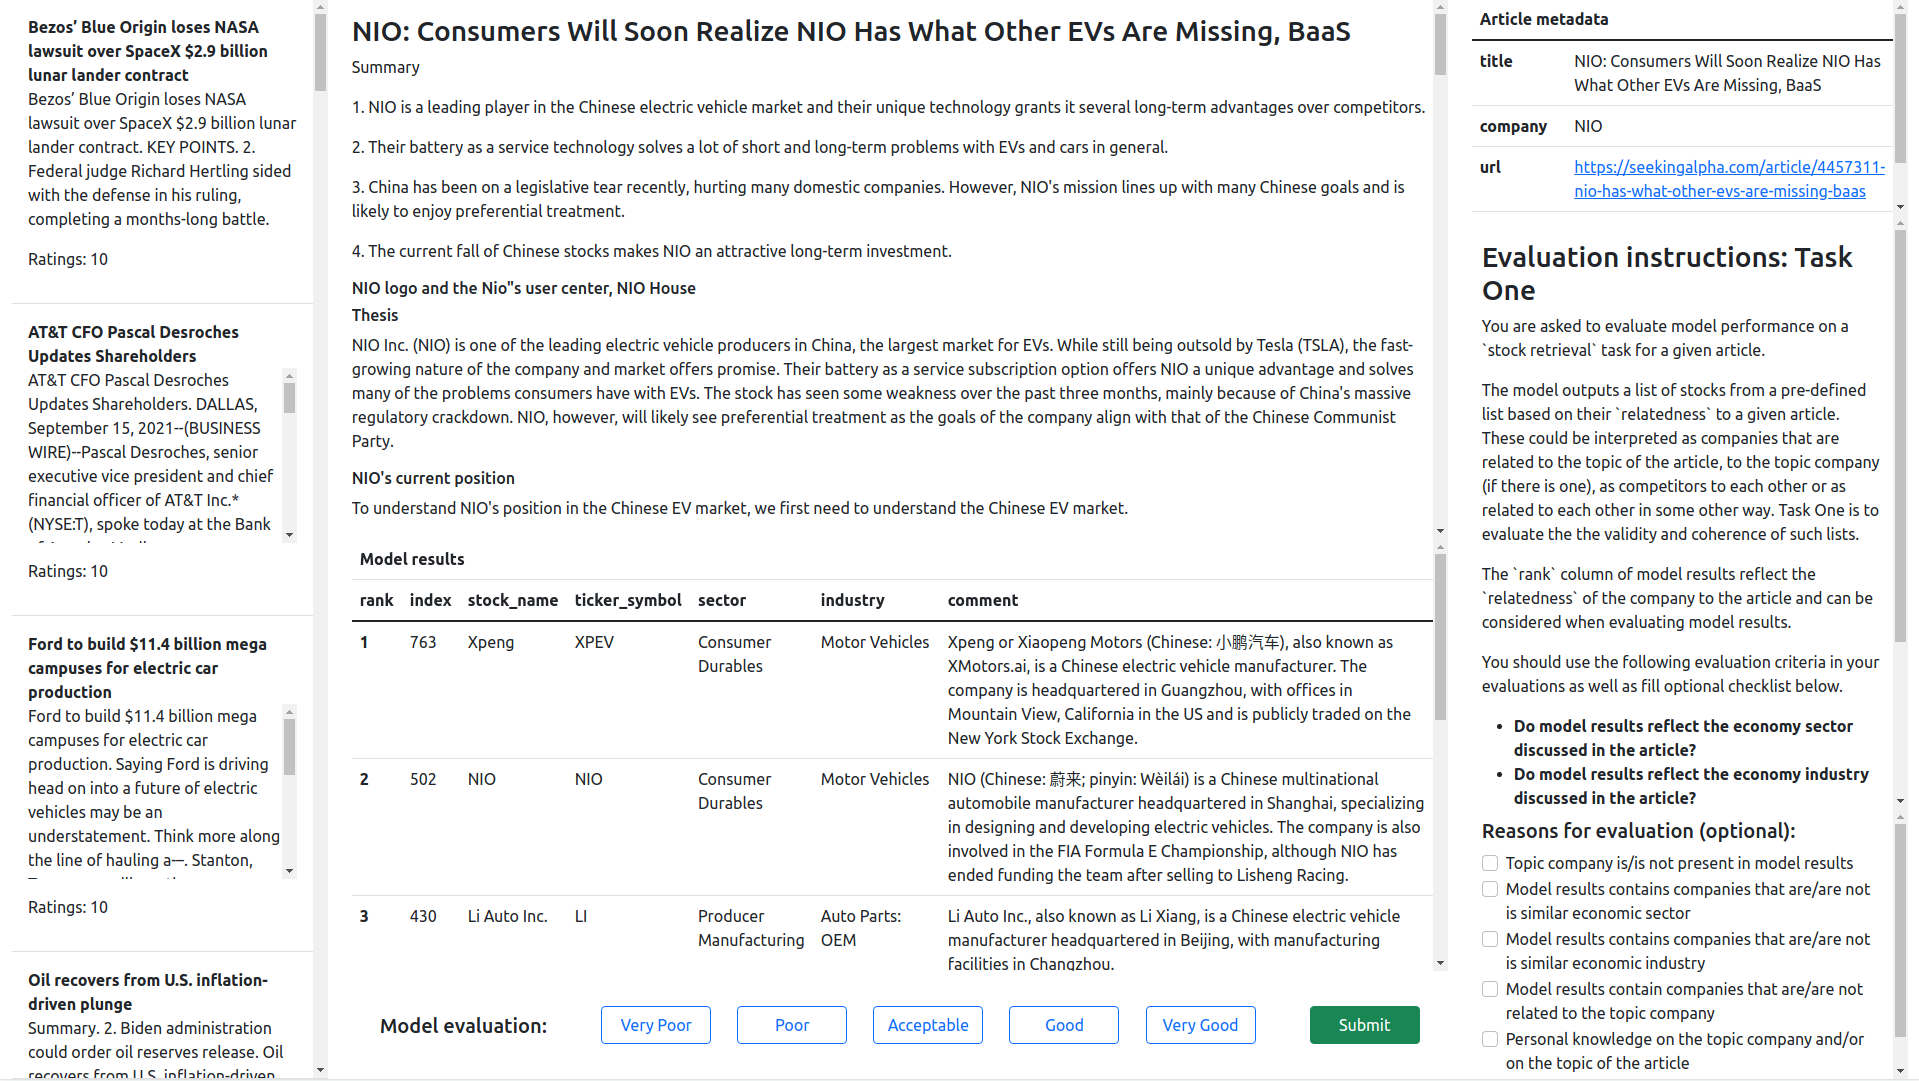 Bezos’ Blue Origin loses NASA
lawsuit over SpaceX $2.9 billion
lunar lander contract
Bezos’ Blue Origin loses NASA
lawsuit over SpaceX $2.9 billion lunar
lander contract. KEY POINTS. 2.
Federal judge Richard Hertling sided
with the defense in his ruling,
completing a months-long battle.
Ratings: 10
AT&T CFO Pascal Desroches
Updates Shareholders
AT&T CFO Pascal Desroches
Updates Shareholders. DALLAS,
September 15, 2021--(BUSINESS
WIRE)--Pascal Desroches, senior
executive vice president and chief
financial officer of AT&T Inc.*
(NYSE:T), spoke today at the Bank
Ratings: 10
Ford to build $11.4 billion mega
campuses for electric car
production
Ford to build $11.4 billion mega
campuses for electric car
production. Saying Ford is driving
head on into a future of electric
vehicles may be an
understatement. Think more along
the line of hauling a-—. Stanton,
Ratings: 10
Oil recovers from U.S. inflation-
driven plunge
Summary. 2. Biden administration
could order oil reserves release. Oil
recovers from U.S. inflation-driven
NIO: Consumers Will Soon Realize NIO Has What Other EVs Are Missing, BaaS
Summary
1. NIO is a leading player in the Chinese electric vehicle market and their unique technology grants it several long-term advantages over competitors.
2. Their battery as a service technology solves a lot of short and long-term problems with EVs and cars in general.
3. China has been on a legislative tear recently, hurting many domestic companies. However, NIO's mission lines up with many Chinese goals and is
likely to enjoy preferential treatment.
4. The current fall of Chinese stocks makes NIO an attractive long-term investment.
NIO logo and the Nio"s user center, NIO House
Thesis
NIO Inc. (NIO) is one of the leading electric vehicle producers in China, the largest market for EVs. While still being outsold by Tesla (TSLA), the fast-
growing nature of the company and market offers promise. Their battery as a service subscription option offers NIO a unique advantage and solves
many of the problems consumers have with EVs. The stock has seen some weakness over the past three months, mainly because of China's massive
regulatory crackdown. NIO, however, will likely see preferential treatment as the goals of the company align with that of the Chinese Communist
Party.
NIO's current position
To understand NIO's position in the Chinese EV market, we first need to understand the Chinese EV market.
Model results
rank index stock_name ticker_symbol sector industry comment
1 763 Xpeng XPEV Consumer Durables Motor Vehicles Xpeng or Xiaopeng Motors (Chinese: 小鹏汽车), also known as
XMotors.ai, is a Chinese electric vehicle manufacturer. The
company is headquartered in Guangzhou, with offices in
Mountain View, California in the US and is publicly traded on the
New York Stock Exchange.
2 502 NIO NIO Consumer Durables Motor Vehicles NIO (Chinese: 蔚来; pinyin: Wèilái) is a Chinese multinational
automobile manufacturer headquartered in Shanghai, specializing
in designing and developing electric vehicles. The company is also
involved in the FIA Formula E Championship, although NIO has
ended funding the team after selling to Lisheng Racing.
3 430 Li Auto Inc. LI Producer Manufacturing Auto Parts: OEM Li Auto Inc., also known as Li Xiang, is a Chinese electric vehicle
manufacturer headquartered in Beijing, with manufacturing
facilities in Changzhou.
Model evaluation:
Very Poor
Poor
Acceptable
Good
Very Good
Submit
Article metadata
title NIO: Consumers Will Soon Realize NIO Has
What Other EVs Are Missing, BaaS
company NIO
url https://seekingalpha.com/article/4457311-
nio-has-what-other-evs-are-missing-baas
Evaluation instructions: Task
One
You are asked to evaluate model performance on a
`stock retrieval` task for a given article.
The model outputs a list of stocks from a pre-defined
list based on their `relatedness` to a given article.
These could be interpreted as companies that are
related to the topic of the article, to the topic company
(if there is one), as competitors to each other or as
related to each other in some other way. Task One is to
evaluate the the validity and coherence of such lists.
The `rank` column of model results reflect the
`relatedness` of the company to the article and can be
considered when evaluating model results.
You should use the following evaluation criteria in your
evaluations as well as fill optional checklist below.
• Do model results reflect the economy sector
discussed in the article?
• Do model results reflect the economy industry
discussed in the article?
Reasons for evaluation (optional):
Topic company is/is not present in model results
Model results contains companies that are/are not
is similar economic sector
Model results contains companies that are/are not
is similar economic industry
Model results contain companies that are/are not
related to the topic company
Personal knowledge on the topic company and/or
on the topic of the article